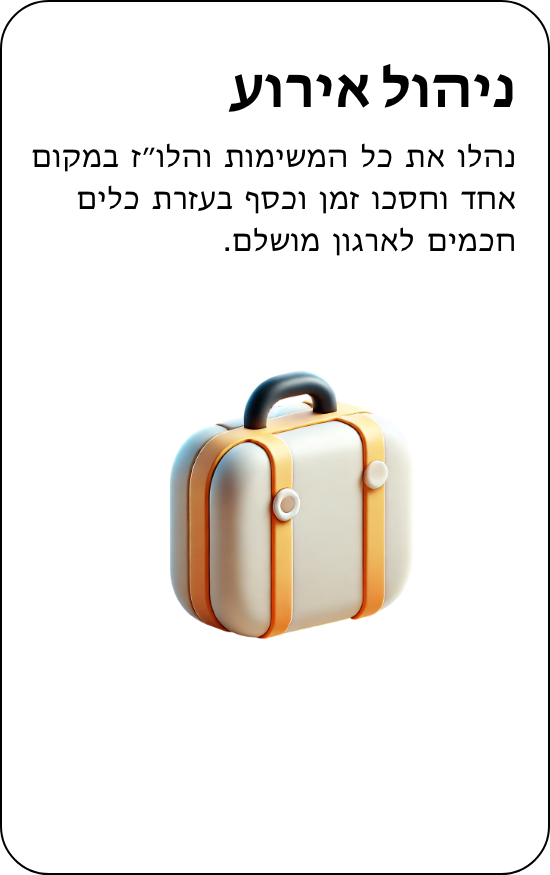 ניהול אירוע
נהלו את כל המשימות והלו״ז במקום
אחד וחסכו זמן וכסף בעזרת כלים
חכמים לארגון מושלם.